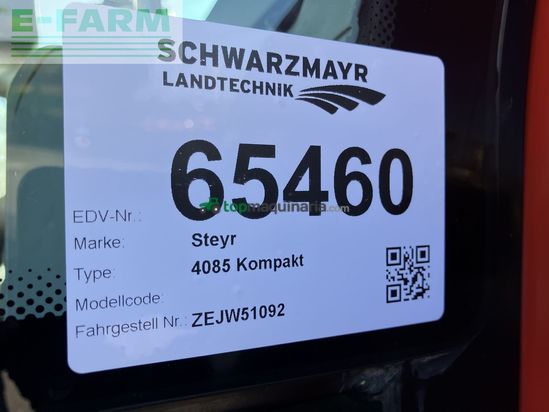 E-FARM
SCHWARZMAYR
LANDTECHNIK
EDV-Nr.: 65460
topmaquinaria.com
Marke: Steyr
Type: 4085 Kompakt
Modellcode:
Fahrgestell Nr.: ZEJW51092